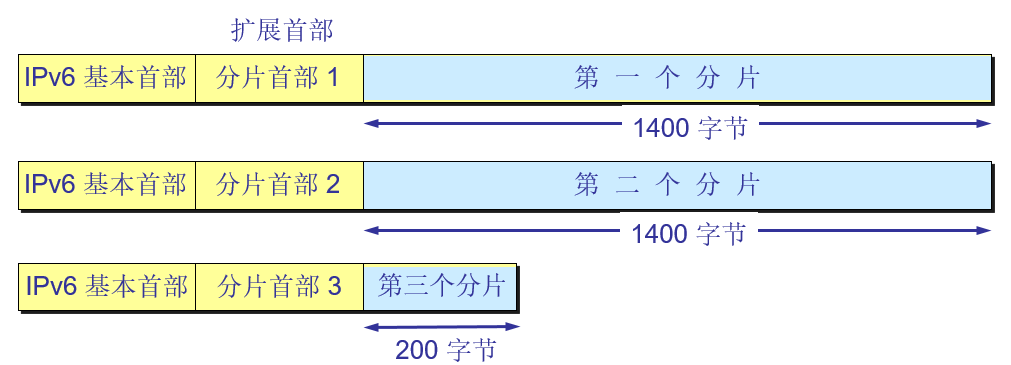 扩展首部
IPv6 基本首部 分片首部 1 第 一 个 分 片
1400 字节
IPv6 基本首部 分片首部 2 第 二 个 分 片
1400 字节
IPv6 基本首部 分片首部 3 第三个分片
200 字节